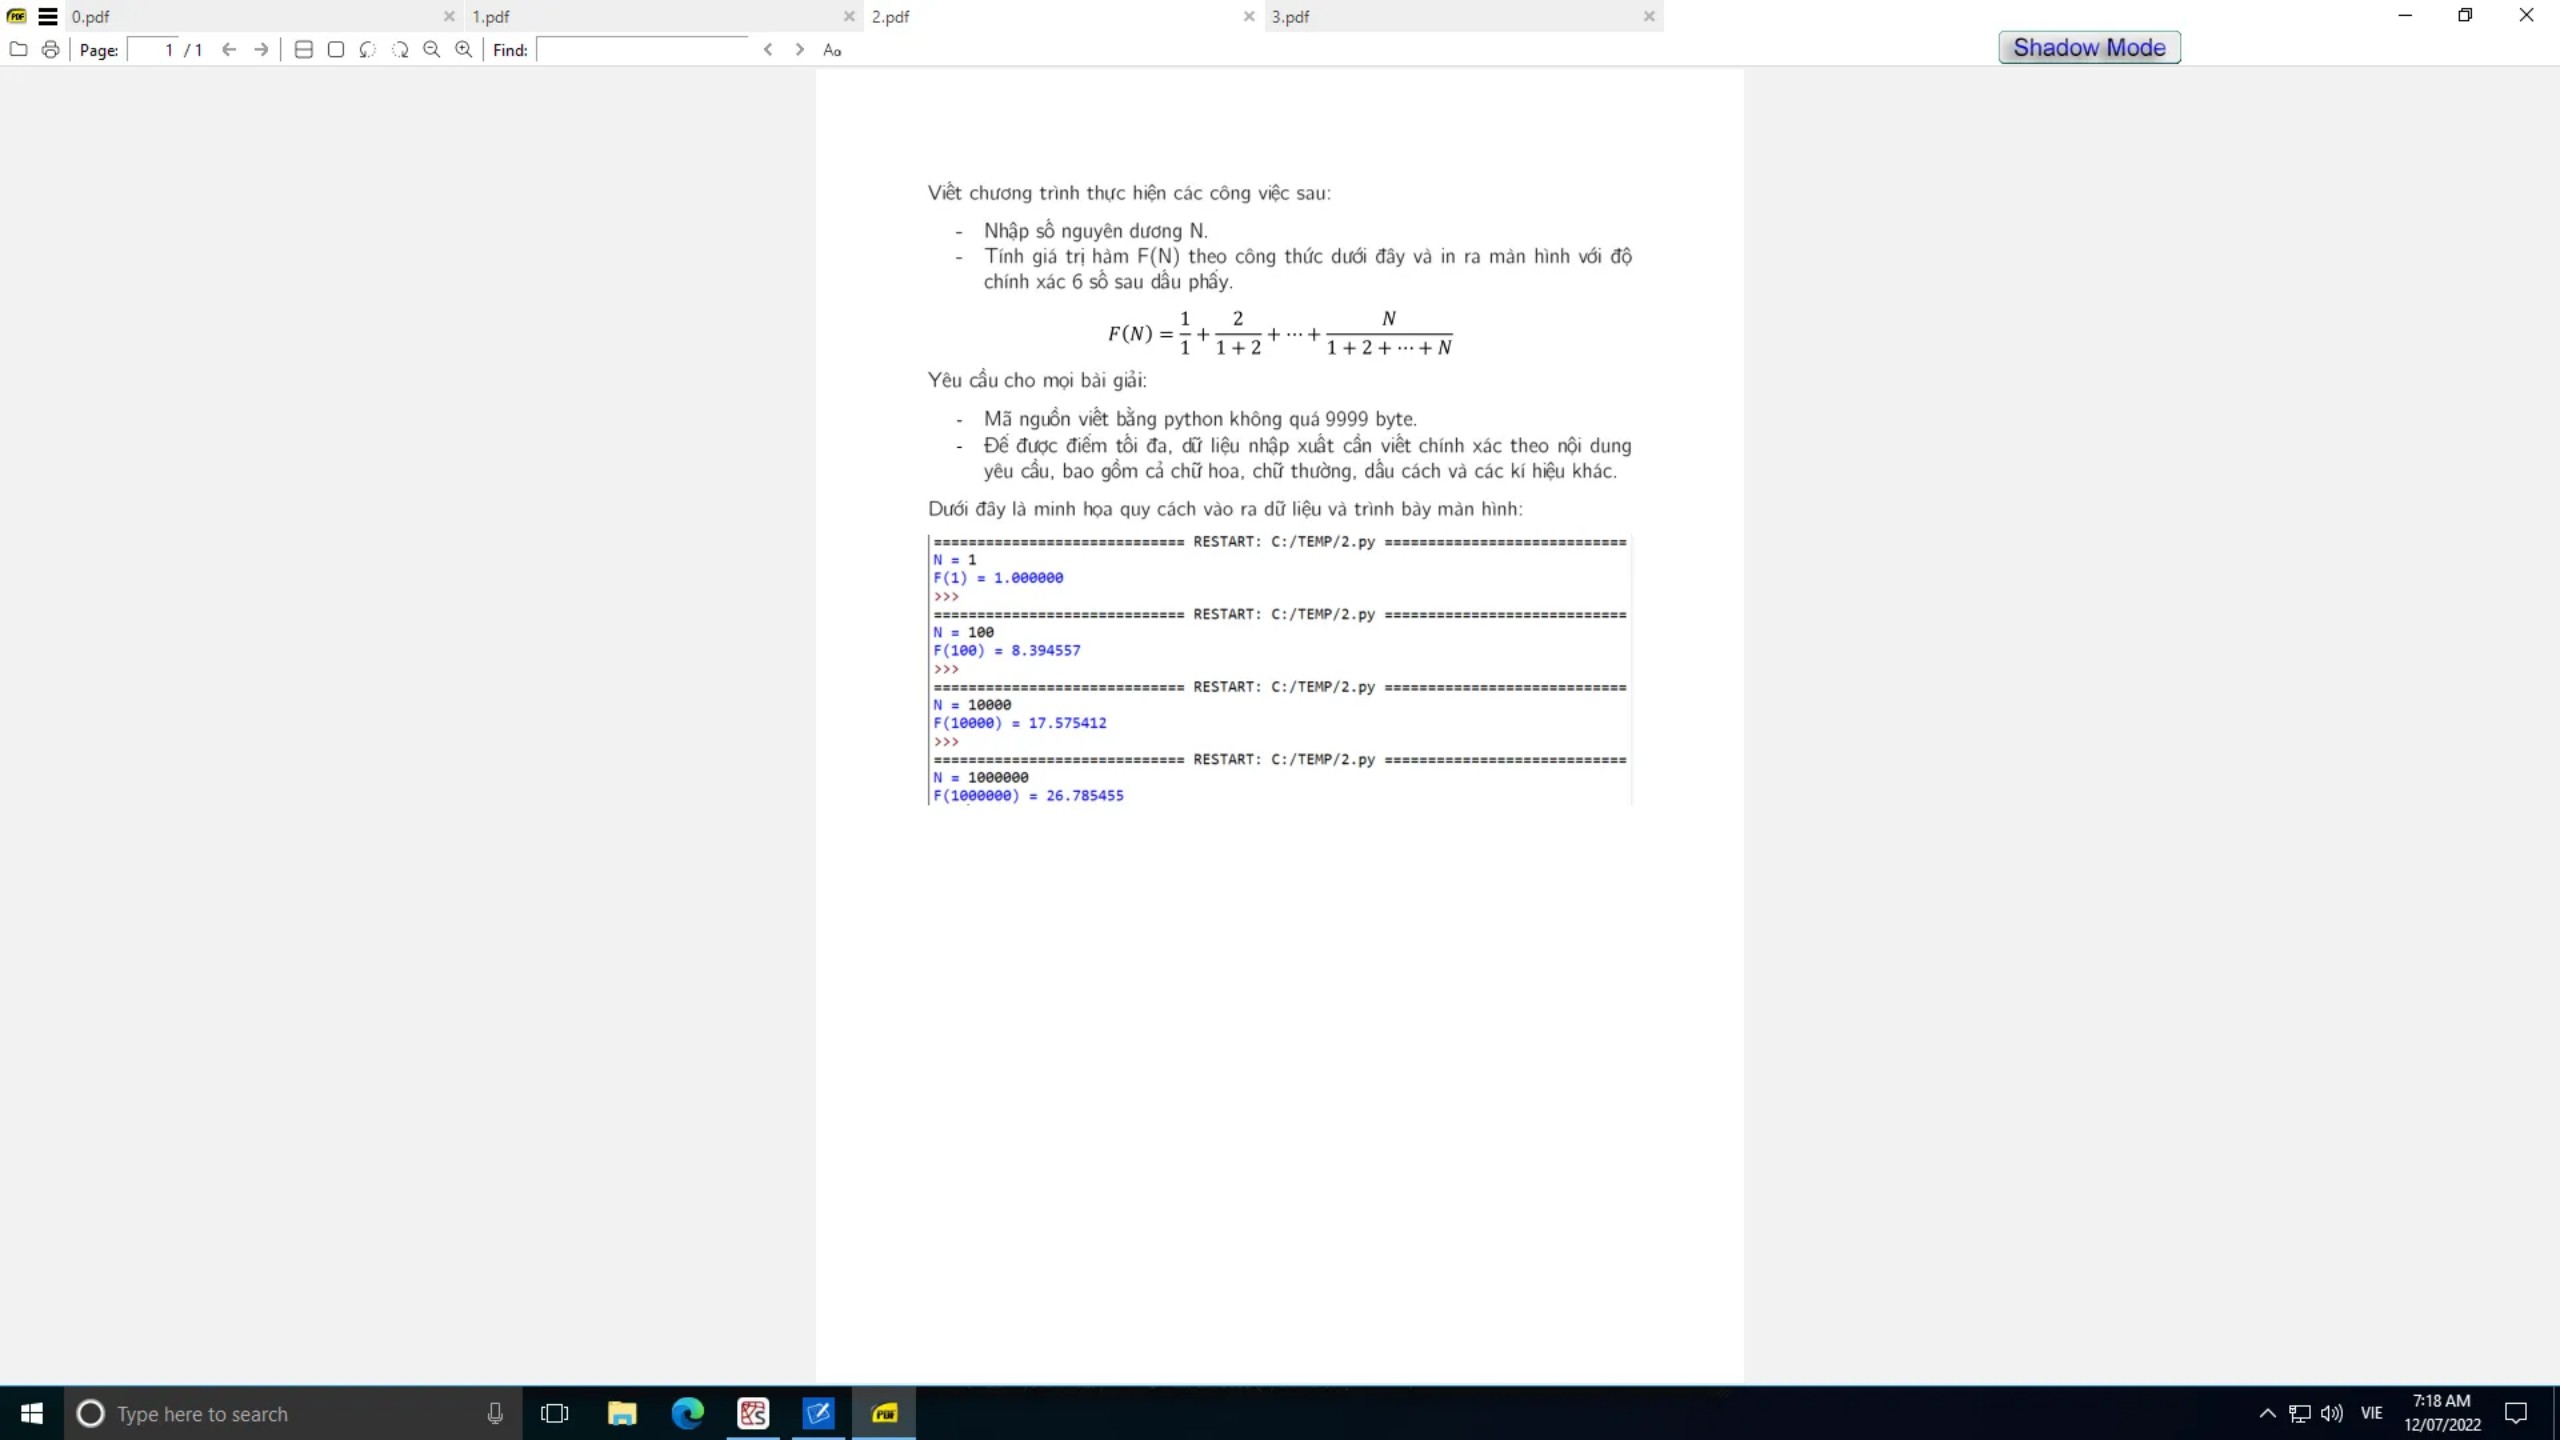 0.pdf
1.pdf
2.pdf
3.pdf
Page: 1 / 1
Find:
Shadow Mode
Viết chương trình thực hiện các công việc sau:
- Nhập số nguyên dương N.
- Tính giá trị hàm F(N) theo công thức dưới đây và in ra màn hình với độ
chính xác 6 số sau dấu phẩy.
F(N) = 1/1 + 2/(1 + 2) + ⋯ + N/(1 + 2 + ⋯ + N)
Yêu cầu cho mọi bài giải:
- Mã nguồn viết bằng python không quá 9999 byte.
- Để được điểm tối đa, dữ liệu nhập xuất cần viết chính xác theo nội dung
yêu cầu, bao gồm cả chữ hoa, chữ thường, dấu cách và các kí hiệu khác.
Dưới đây là minh họa quy cách vào ra dữ liệu và trình bày màn hình:
============================= RESTART: C:/TEMP/2.py ============================
N = 1
F(1) = 1.000000
>>>
============================= RESTART: C:/TEMP/2.py ============================
N = 100
F(100) = 8.394557
>>>
============================= RESTART: C:/TEMP/2.py ============================
N = 10000
F(10000) = 17.575412
>>>
============================= RESTART: C:/TEMP/2.py ============================
N = 1000000
F(1000000) = 26.785455
Type here to search
VIE
7:18 AM
12/07/2022